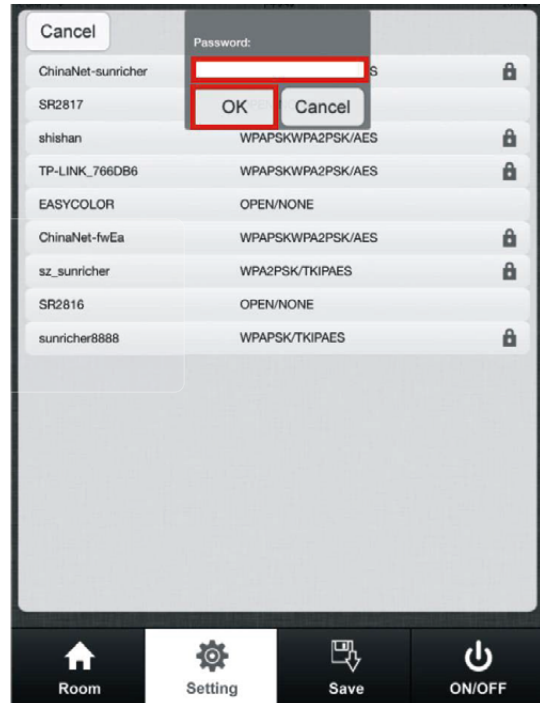 Cancel
Password:
ChinaNet-sunricher S
OK Cancel
SR2817
shishan WPAPSKWPA2PSK/AES
TP-LINK_766DB6 WPAPSKWPA2PSK/AES
EASYCOLOR OPEN/NONE
ChinaNet-fwEa WPAPSKWPA2PSK/AES
sz_sunricher WPA2PSK/TKIPAES
SR2816 OPEN/NONE
sunricher8888 WPAPSK/TKIPAES
Room Setting Save ON/OFF